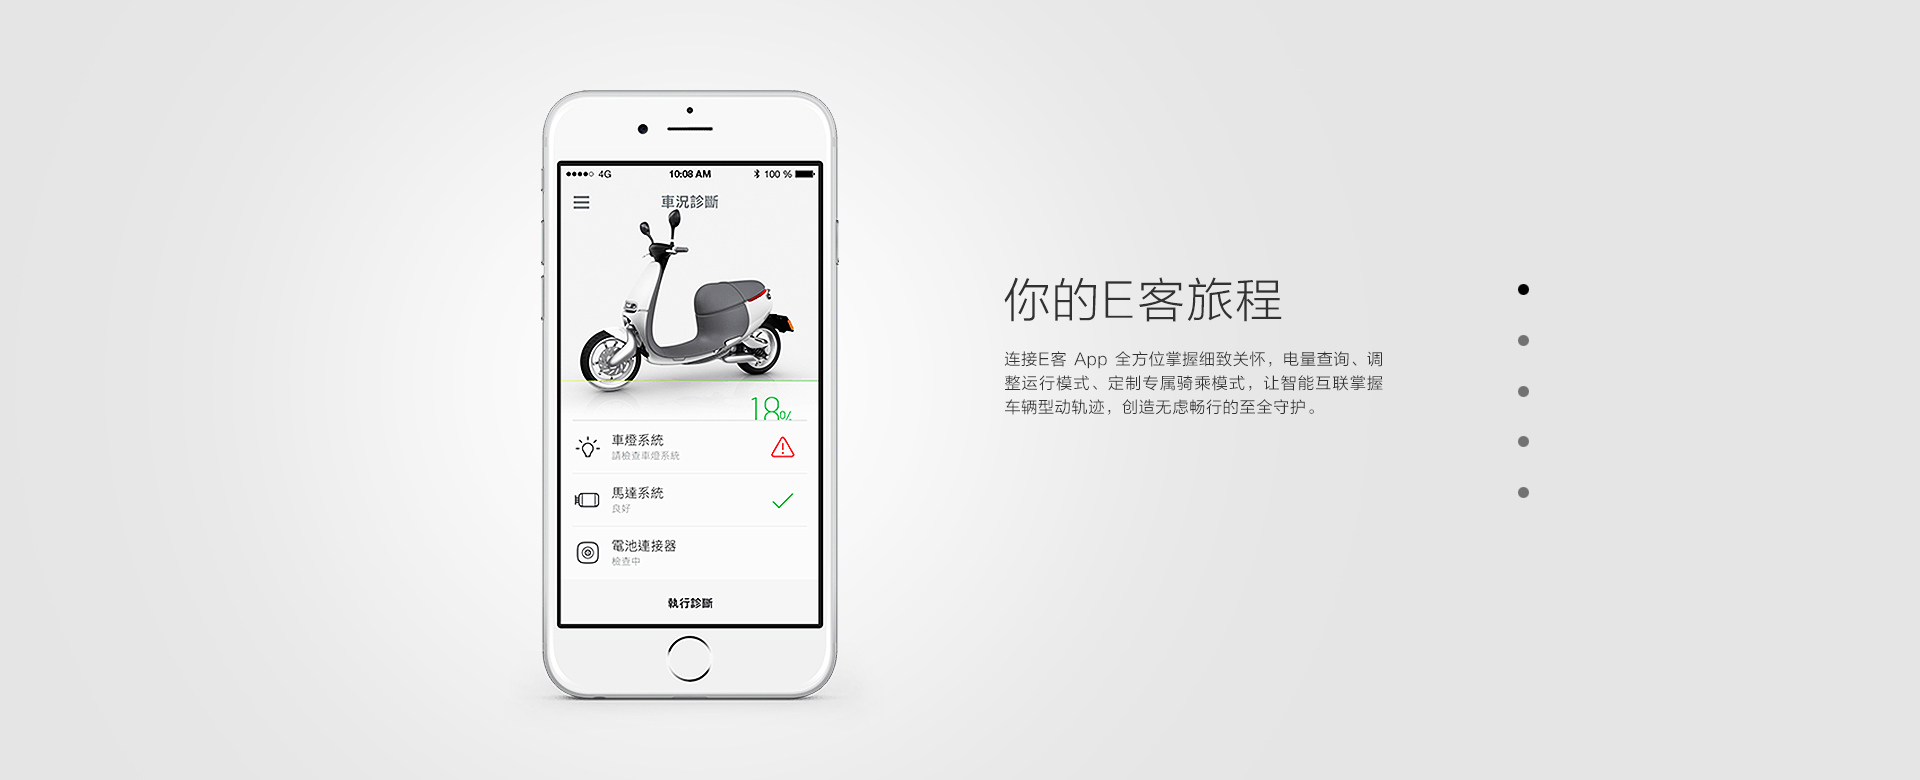 4G 10:08 AM 100 %
車況診斷
18%
車燈系統
請檢查車燈系統
馬達系統
良好
電池連接器
檢查中
執行診斷
你的E客旅程
连接E客 App 全方位掌握细致关怀，电量查询、调
整运行模式、定制专属骑乘模式，让智能互联掌握
车辆型动轨迹，创造无虑畅行的至全守护。